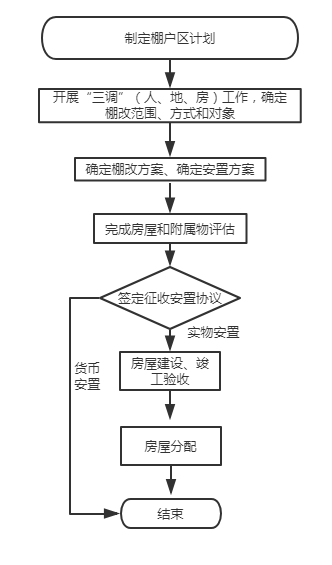 制定棚户区计划
开展“三调”（人、地、房）工作，确定
棚改范围、方式和对象
确定棚改方案、确定安置方案
完成房屋和附属物评估
签定征收安置协议
实物安置
货币
安置
房屋建设、竣
工验收
房屋分配
结束